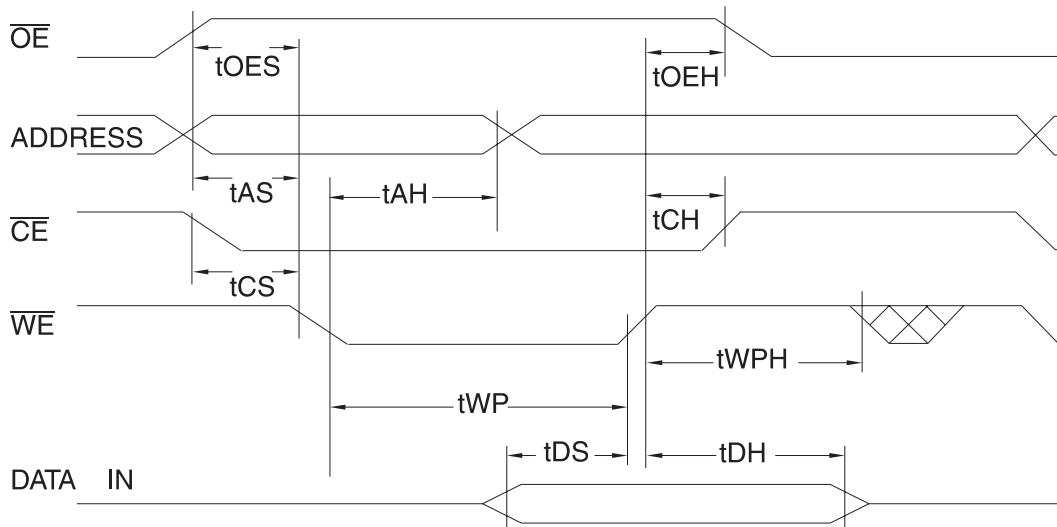 OE
tOES
tOEH
ADDRESS
tAS
tAH
tCH
CE
tCS
WE
tWPH
tWP
tDS
tDH
DATA IN